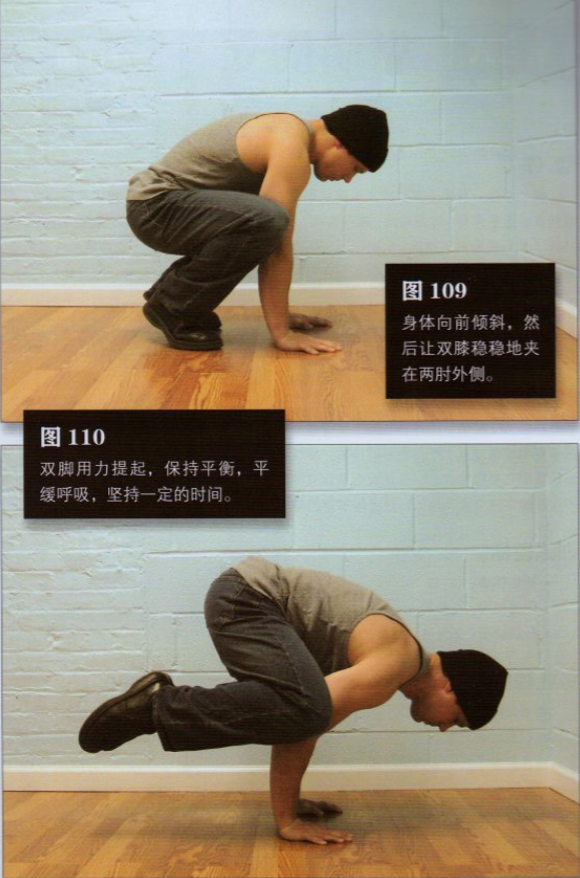 图 109
身体向前倾斜，然
后让双膝稳稳地夹
在两肘外侧。
图 110
双脚用力提起，保持平衡，平
缓呼吸，坚持一定的时间。